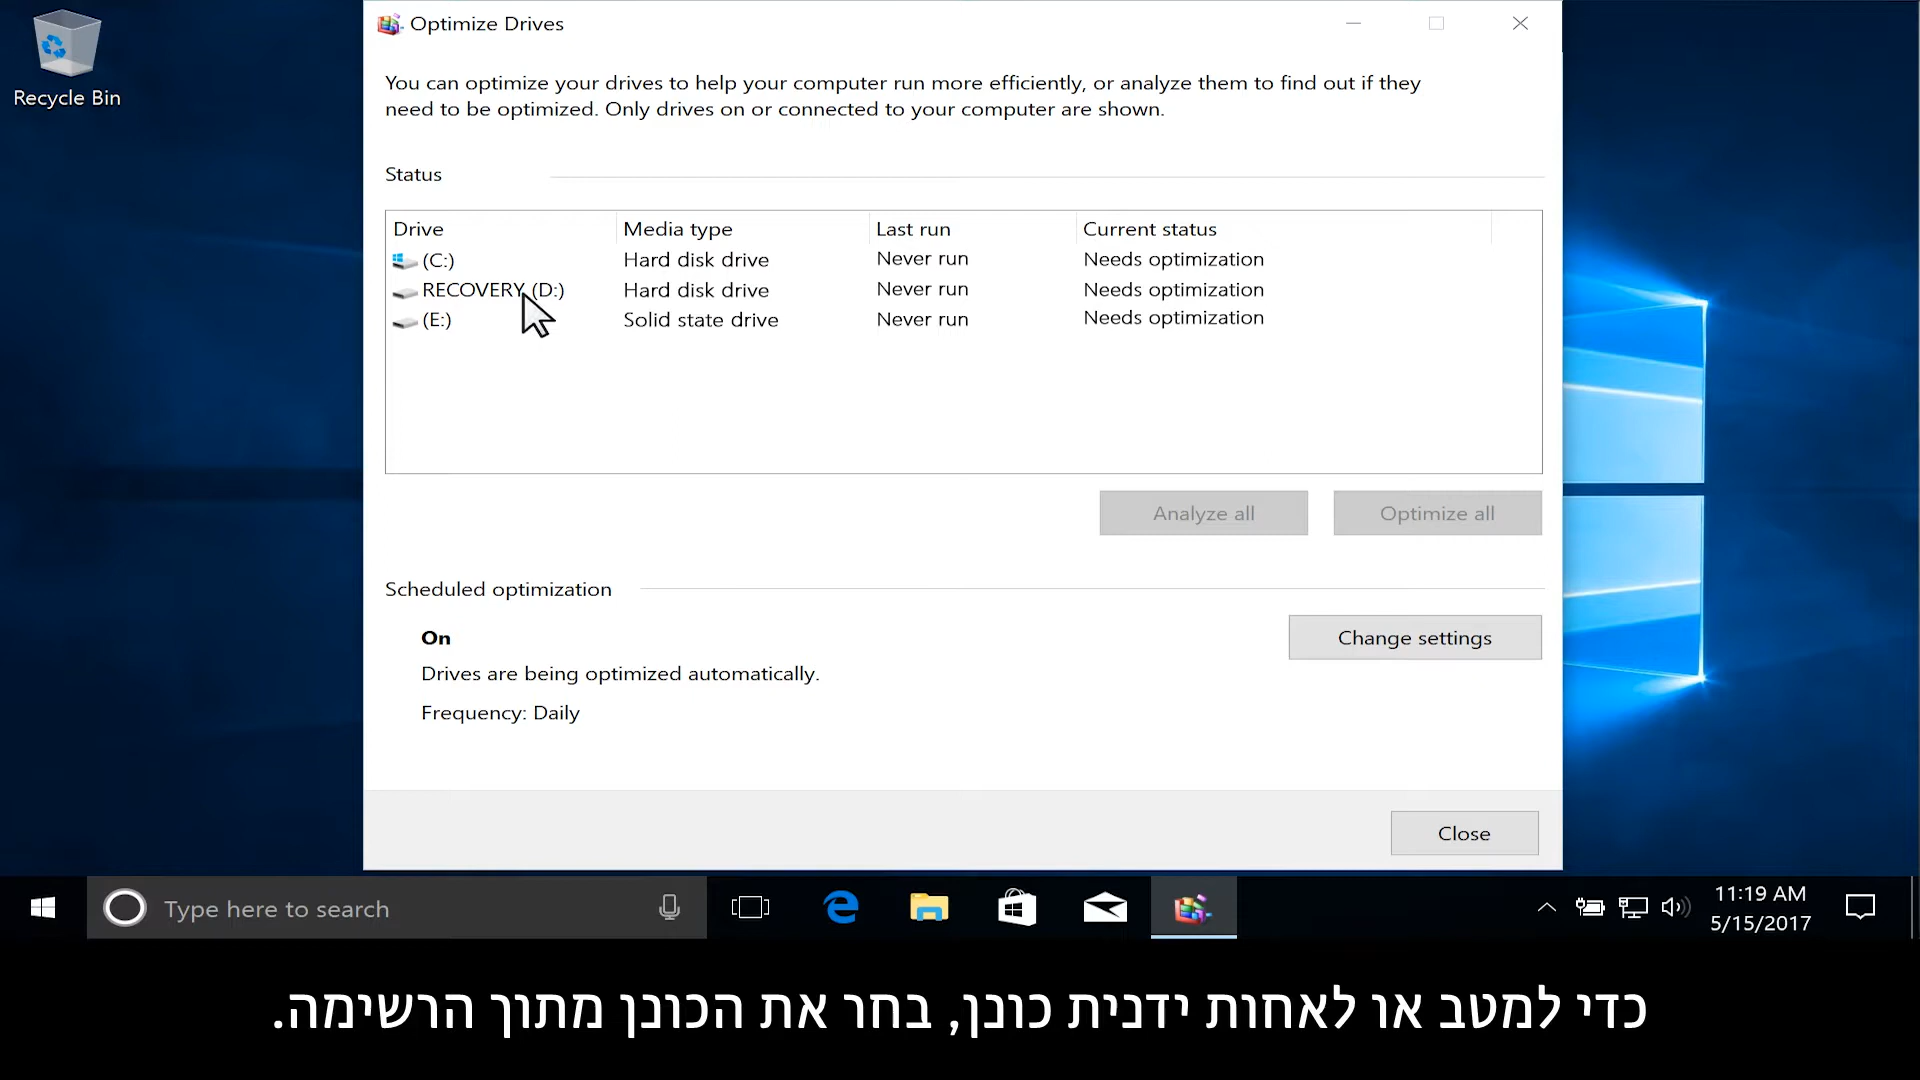 Recycle Bin
Optimize Drives
You can optimize your drives to help your computer run more efficiently, or analyze them to find out if they
need to be optimized. Only drives on or connected to your computer are shown.
Status
Drive Media type Last run Current status
(C:) Hard disk drive Never run Needs optimization
RECOVERY (D:) Hard disk drive Never run Needs optimization
(E:) Solid state drive Never run Needs optimization
Analyze all Optimize all
Scheduled optimization
On
Change settings
Drives are being optimized automatically.
Frequency: Daily
Close
Type here to search
11:19 AM
5/15/2017
כדי למטב או לאחות ידנית כונן, בחר את הכונן מתוך הרשימה.